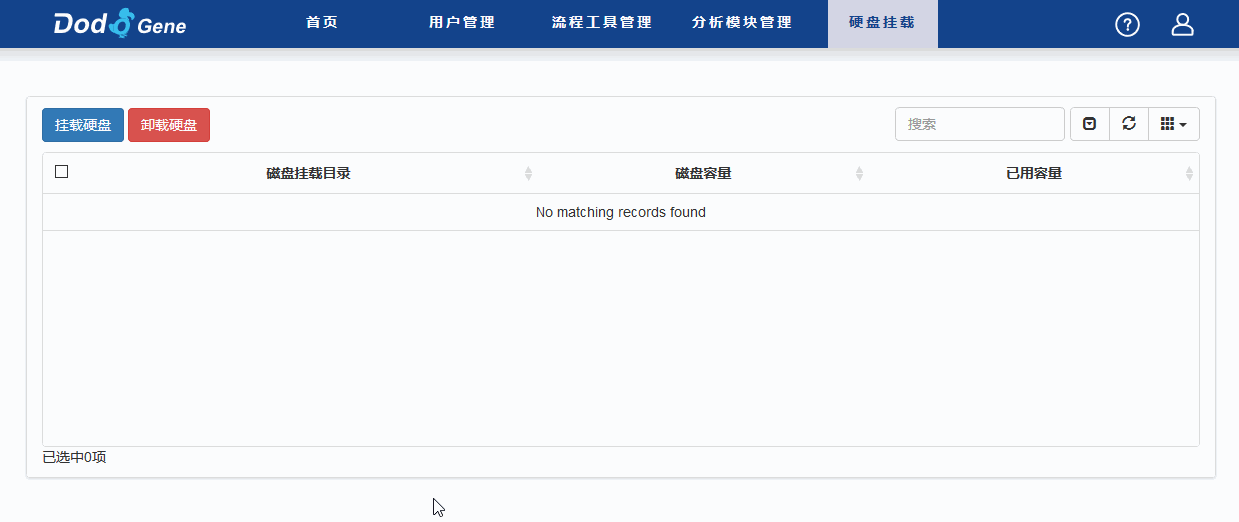 Dodo Gene 首页 用户管理 流程工具管理 分析模块管理 硬盘挂载 ?
挂载硬盘 卸载硬盘 搜索
磁盘挂载目录 磁盘容量 已用容量
No matching records found
已选中0项